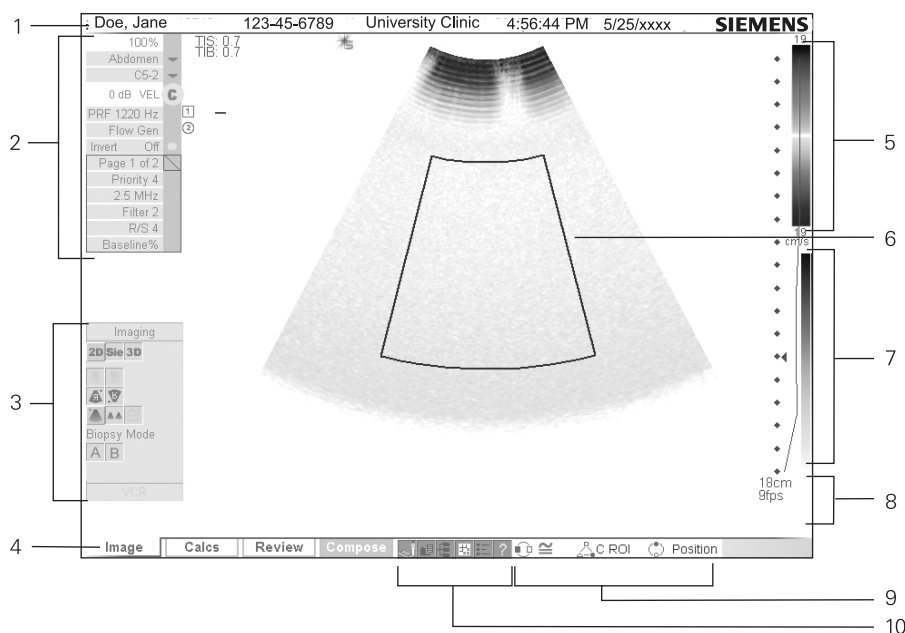 1
Doe, Jane 123-45-6789 University Clinic 4:56:44 PM 5/25/xxxx SIEMENS
2
100%
TIS: 0.7
TIB: 0.7
Abdomen
C5-2
0 dB VEL C
PRF 1220 Hz 1
Flow Gen 2
Invert Off
Page 1 of 2
Priority 4
2.5 MHz
Filter 2
R/S 4
Baseline%
S
19
5
19
cm/s
6
7
3
Imaging
2D Sie 3D
Biopsy Mode
A B
VCR
18cm
9fps
8
4
Image Calcs Review Compose ? C ROI Position
9
10